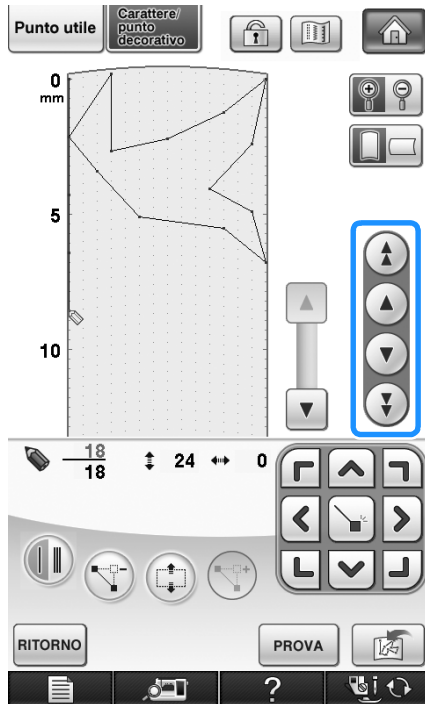 Punto utile
Carattere/
punto
decorativo
0
mm
5
10
18
18
24
0
RITORNO
PROVA
?